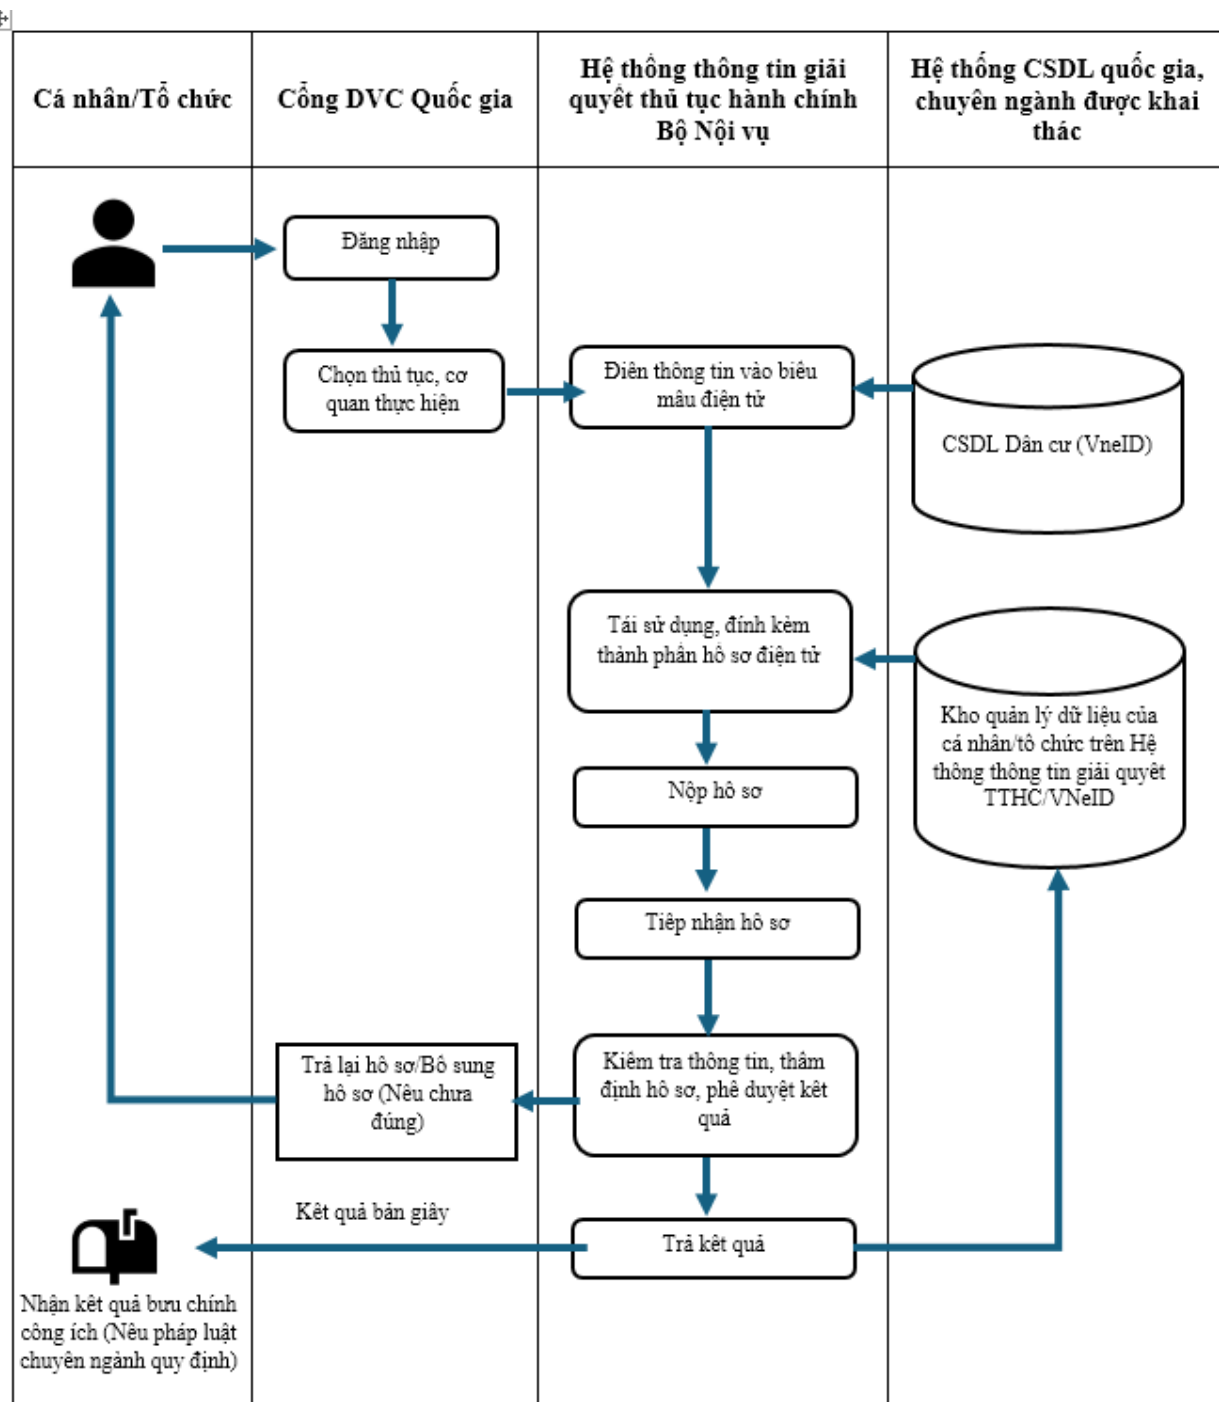 Cá nhân/Tổ chức
Cổng DVC Quốc gia
Hệ thống thông tin giải
quyết thủ tục hành chính
Bộ Nội vụ
Hệ thống CSDL quốc gia,
chuyên ngành được khai
thác
Đăng nhập
Chọn thủ tục, cơ
quan thực hiện
Điền thông tin vào biểu
mẫu điện tử
CSDL Dân cư (VneID)
Tái sử dụng, đính kèm
thành phần hồ sơ điện tử
Kho quản lý dữ liệu của
cá nhân/tổ chức trên Hệ
thông thông tin giải quyết
TTHC/VNeID
Nộp hồ sơ
Tiếp nhận hồ sơ
Kiểm tra thông tin, thẩm
định hồ sơ, phê duyệt kết
quả
Trả lại hồ sơ/Bổ sung
hồ sơ (Nếu chưa
đúng)
Kết quả bản giấy
Trả kết quả
Nhận kết quả bưu chính
công ích (Nếu pháp luật
chuyên ngành quy định)